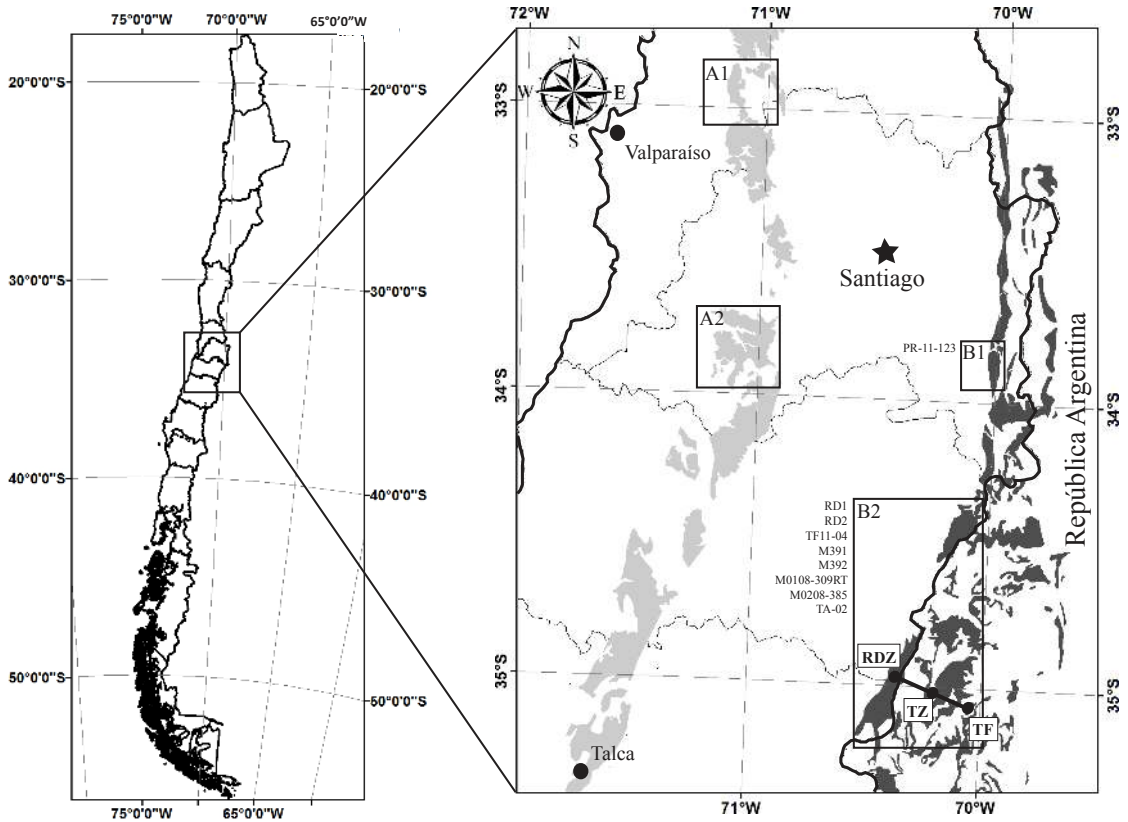 75°0'0"W
70°0'0"W
65°0'0"W
20°0'0"S
20°0'0"S
30°0'0"S
30°0'0"S
40°0'0"S
40°0'0"S
50°0'0"S
50°0'0"S
75°0'0"W
70°0'0"W
65°0'0"W
72°W
71°W
70°W
N
W
E
S
33°S
33°S
A1
Valparaíso
Santiago
A2
PR-11-123
B1
34°S
34°S
República Argentina
B2
RD1
RD2
TF11-04
M391
M392
M0108-309RT
M0208-385
TA-02
RDZ
35°S
35°S
TZ
TF
Talca
71°W
70°W